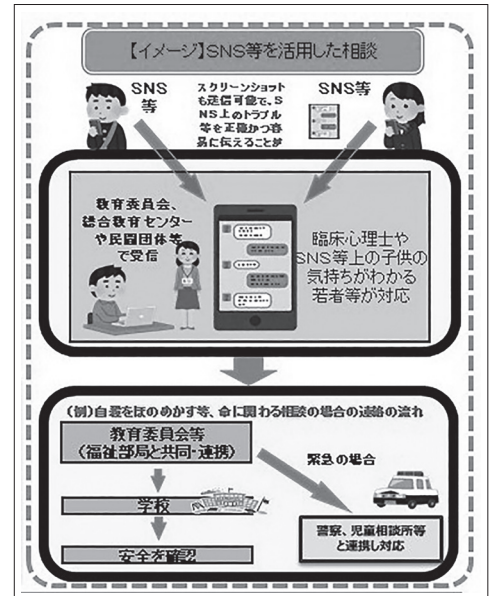 【イメージ】SNS等を活用した相談
SNS
等
スクリーンショット
も送信可能で、S
NS上のトラブル
等を正確かつ容
易に伝えることが
SNS等
教育委員会、
総合教育センター
や民間団体等
で受信
臨床心理士や
SNS等上の子供の
気持ちがわかる
若者等が対応
(例)自殺をほのめかす等、命に関わる相談の場合の連絡の流れ
教育委員会等
(福祉部局と共同・連携)
緊急の場合
学校
安全を確認
警察、児童相談所等
と連携し対応